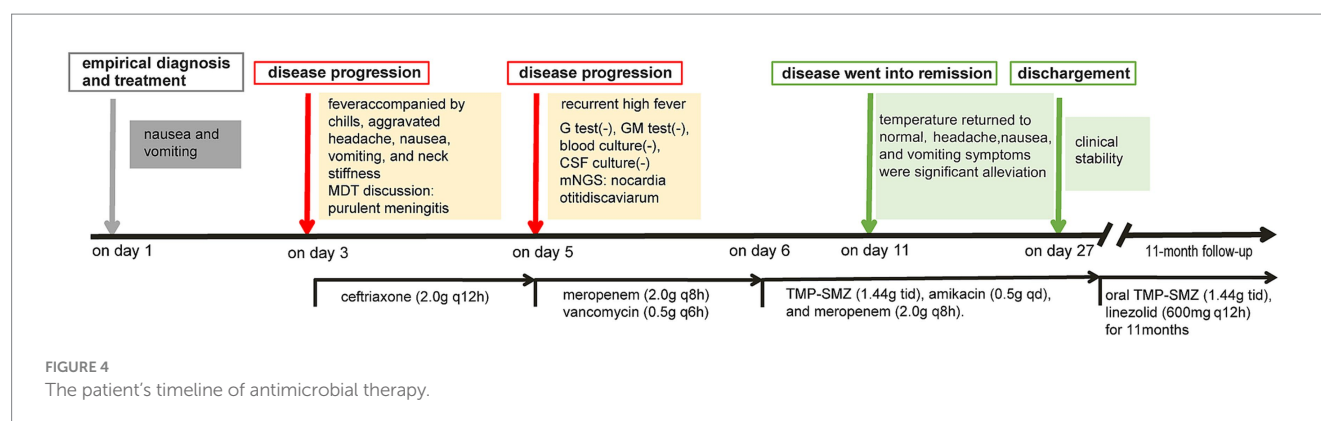 empirical diagnosis
and treatment
disease progression
disease progression
disease went into remission
dischargement
nausea and
vomiting
feveraccompanied by
chills, aggravated
headache, nausea,
vomiting, and neck
stiffness
MDT discussion:
purulent meningitis
recurrent high fever
G test(-), GM test(-),
blood culture(-),
CSF culture(-)
mNGS: nocardia
otitidiscaviarum
temperature returned to
normal, headache,nausea,
and vomiting symptoms
were significant alleviation
clinical
stability
on day 1
on day 3
on day 5
on day 6
on day 11
on day 27
11-month follow-up
ceftriaxone (2.0g q12h)
meropenem (2.0g q8h)
vancomycin (0.5g q6h)
TMP-SMZ (1.44g tid), amikacin (0.5g qd),
and meropenem (2.0g q8h).
oral TMP-SMZ (1.44g tid),
linezolid (600mg q12h)
for 11months
FIGURE 4
The patient's timeline of antimicrobial therapy.